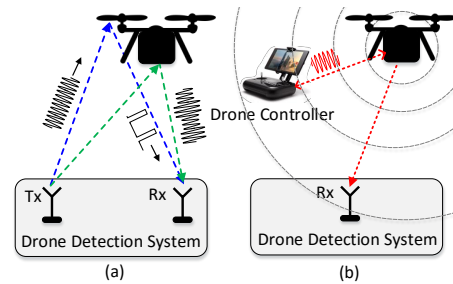 Drone Controller
Tx
Rx
Drone Detection System
(a)
Rx
Drone Detection System
(b)